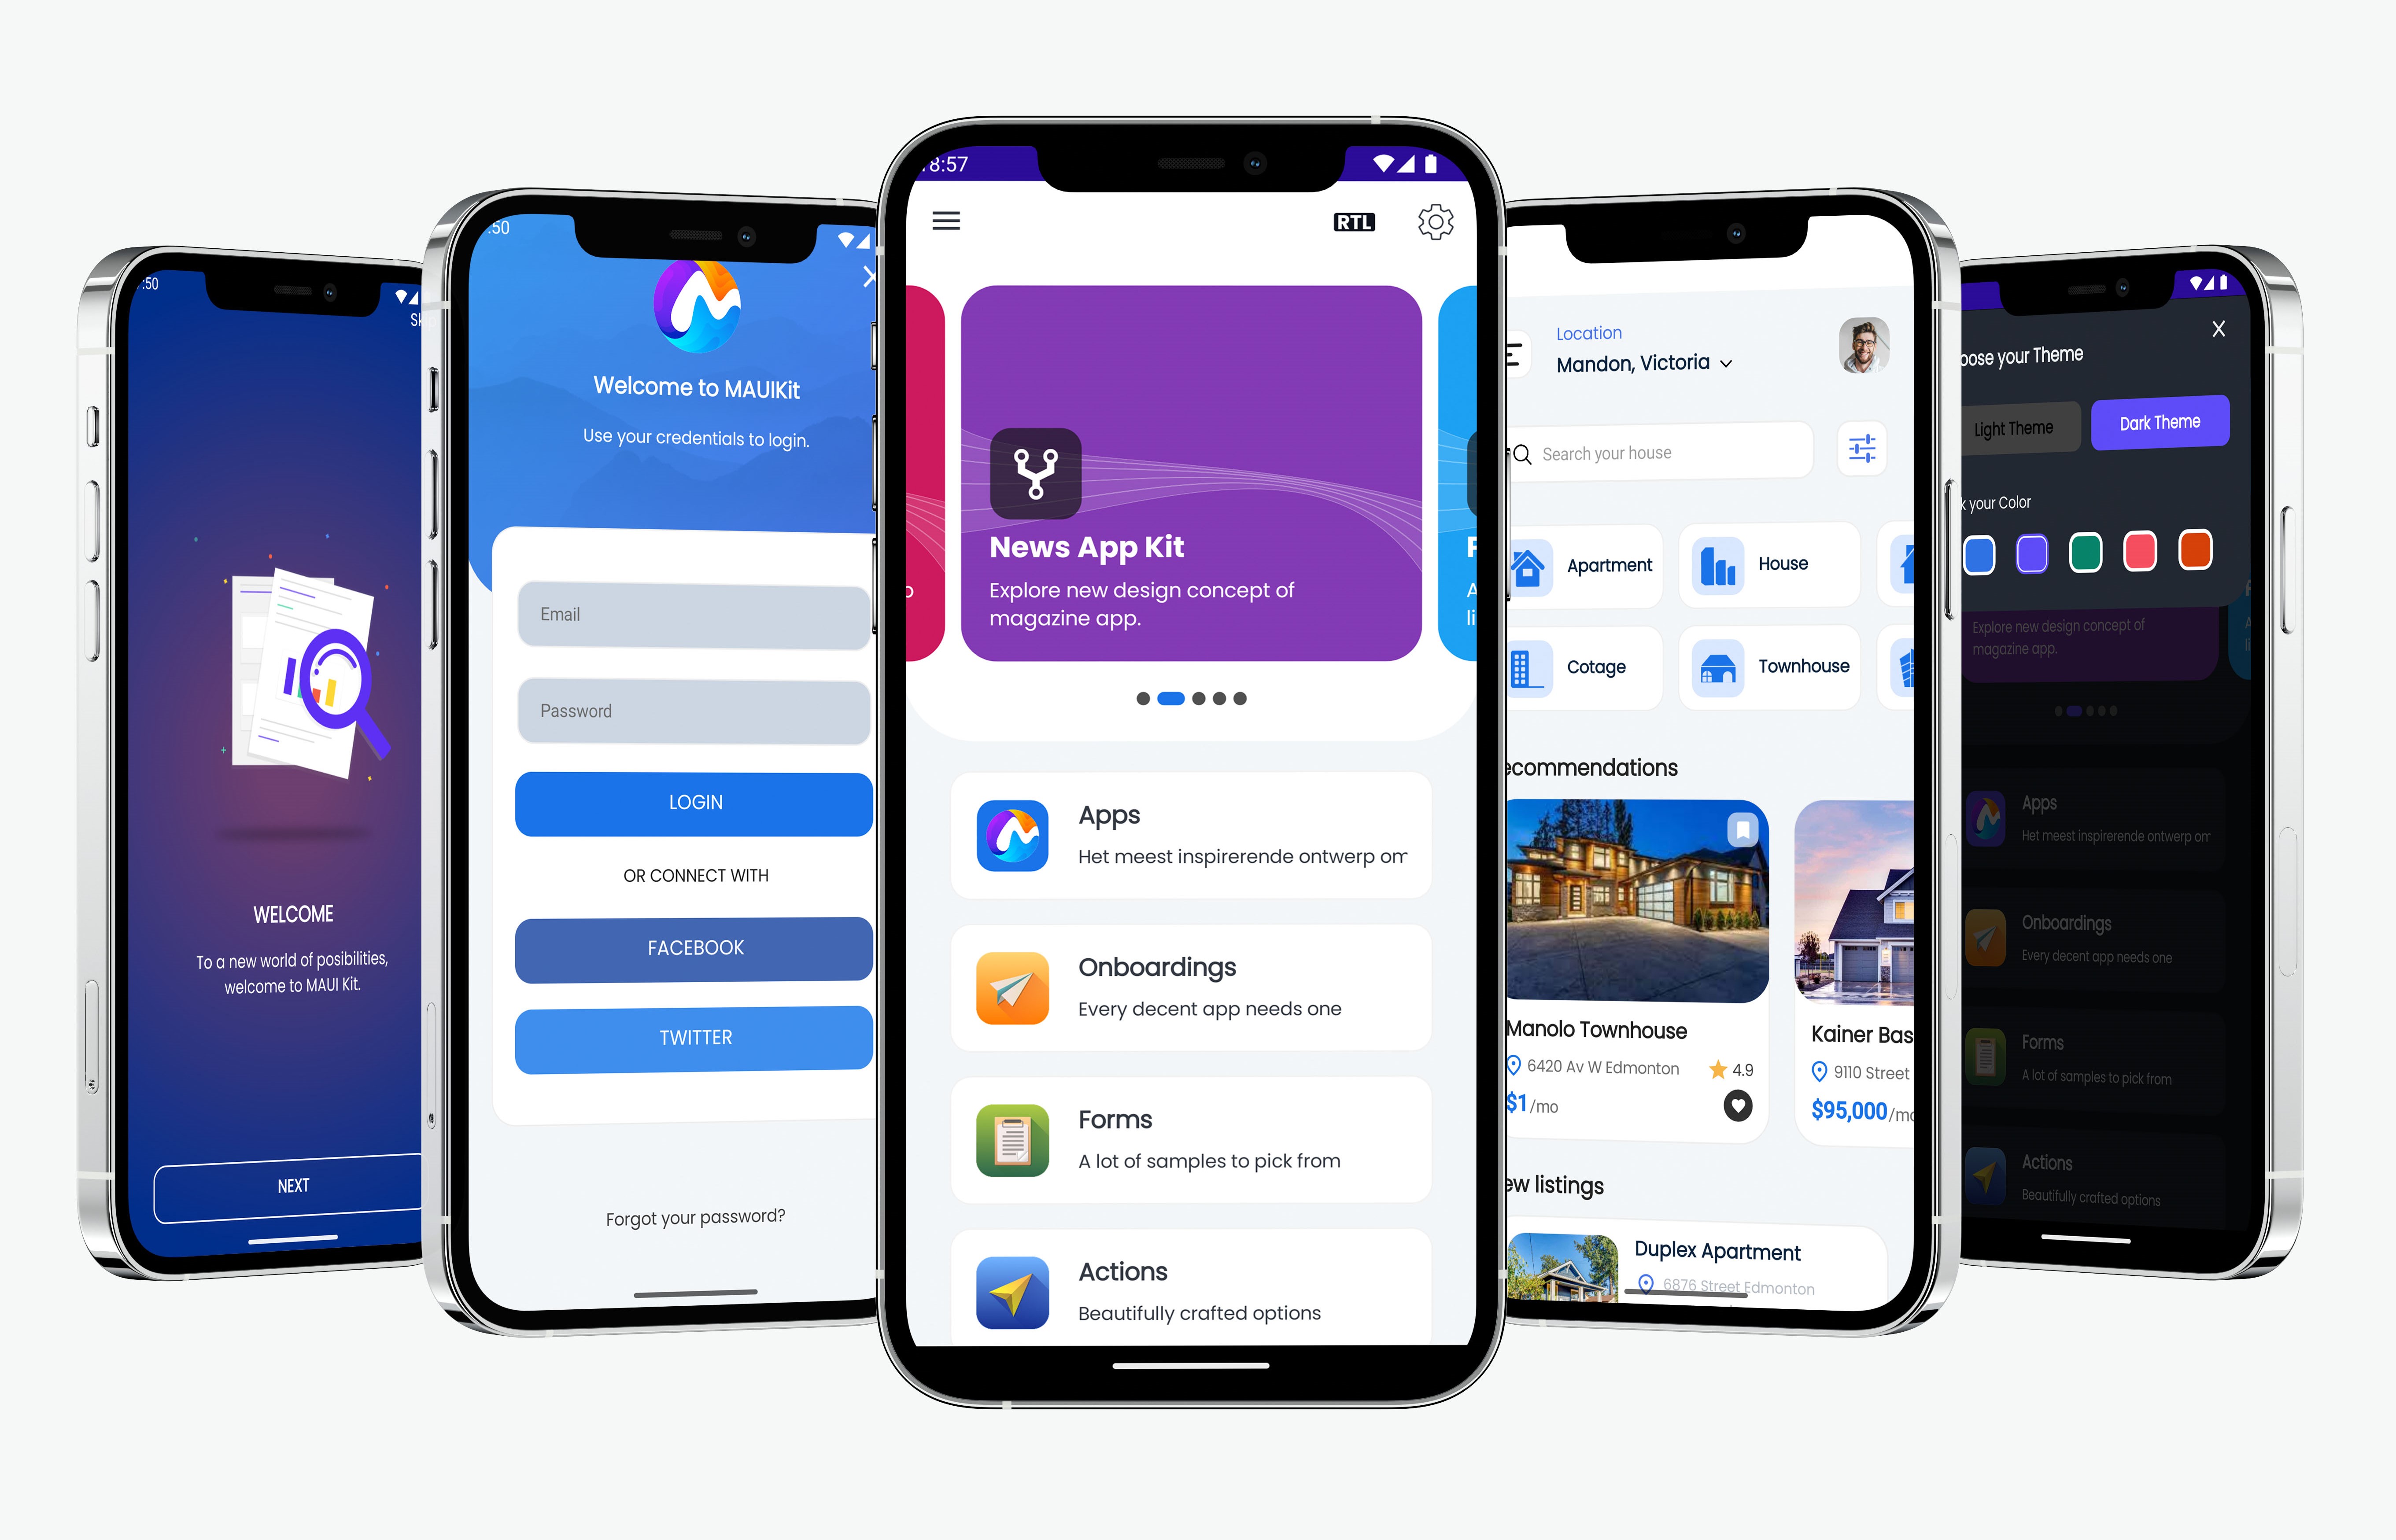 :50
WELCOME
To a new world of posibilities,
welcome to MAUI Kit.
NEXT
:50
Welcome to MAUIKit
Use your credentials to login.
Email
Password
LOGIN
OR CONNECT WITH
FACEBOOK
TWITTER
Forgot your password?
8:57
RTL
News App Kit
Explore new design concept of
magazine app.
Apps
Het meest inspirerende ontwerp om
Onboardings
Every decent app needs one
Forms
A lot of samples to pick from
Actions
Beautifully crafted options
Location
Mandon, Victoria
Search your house
Apartment
House
Cotage
Townhouse
ecommendations
Manolo Townhouse
6420 Av W Edmonton
4.9
$1/mo
Kainer Bas
9110 Street
$95,000/mo
ew listings
Duplex Apartment
6876 Street Edmonton
X
oose your Theme
Light Theme
Dark Theme
k your Color
Explore new design concept of
magazine app.
Apps
Het meest inspirerende ontwerp om
Onboardings
Every decent app needs one
Forms
A lot of samples to pick from
Actions
Beautifully crafted options